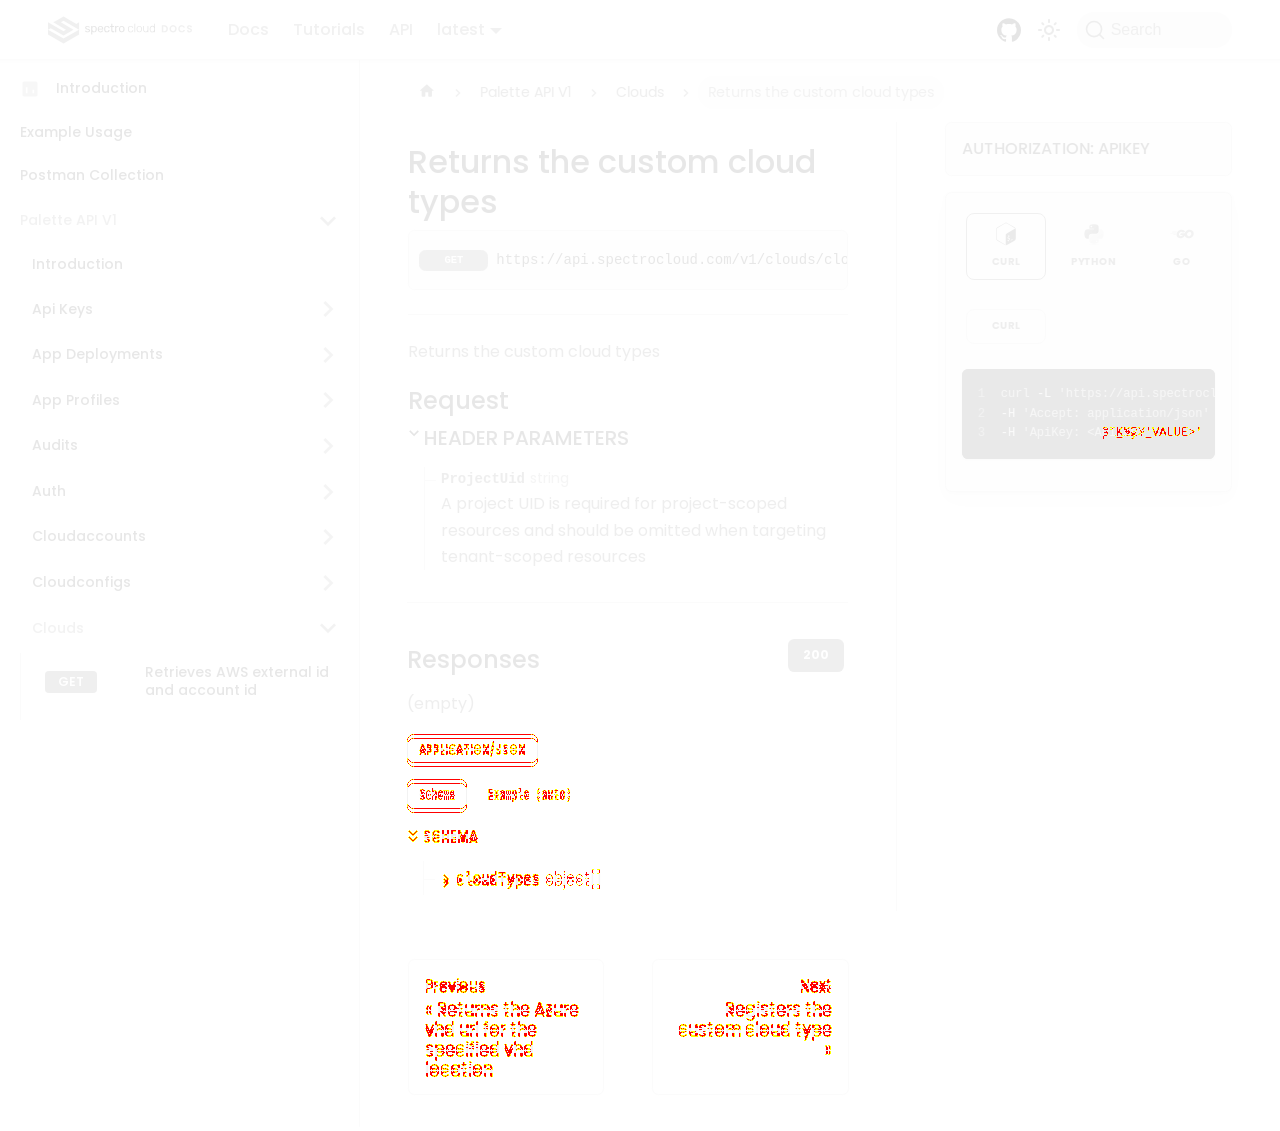 spectro cloud DOCS
Docs
Tutorials
API
latest
Search
Introduction
Example Usage
Postman Collection
Palette API V1
Introduction
Api Keys
App Deployments
App Profiles
Audits
Auth
Cloudaccounts
Cloudconfigs
Clouds
GET
Retrieves AWS external id
and account id
Palette API V1
Clouds
Returns the custom cloud types
Returns the custom cloud
types
GET https://api.spectrocloud.com/v1/clouds/clo
Returns the custom cloud types
Request
HEADER PARAMETERS
ProjectUid string
A project UID is required for project-scoped
resources and should be omitted when targeting
tenant-scoped resources
Responses
200
(empty)
APPLICATION/JSON
Schema
Example (auto)
SCHEMA
cloudTypes object[]
Previous
« Returns the Azure
vhd url for the
specified vhd
location
Next
Registers the
custom cloud type
»
AUTHORIZATION: APIKEY
CURL
PYTHON
-GO
GO
CURL
1 curl -L 'https://api.spectrocl
2 -H 'Accept: application/json'
3 -H 'ApiKey: <A
VALUE>'